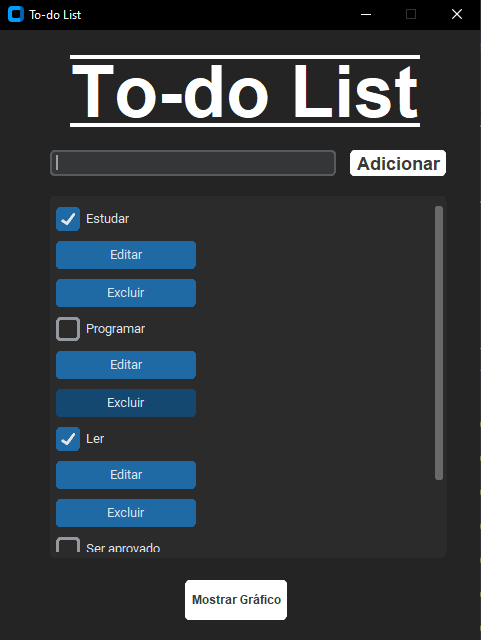 To-do List
To-do List
Adicionar
Estudar
Editar
Excluir
Programar
Editar
Excluir
Ler
Editar
Excluir
Ser aprovado
Mostrar Gráfico